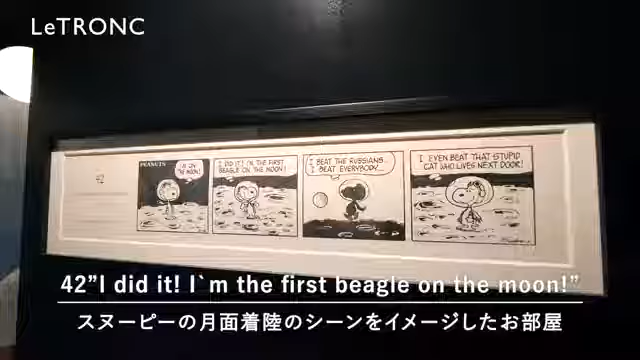 LeTRONC
42
PEANUTS
I'M ON
THE MOON!
I DID IT! I'M THE FIRST
BEAGLE ON THE MOON!
I BEAT THE RUSSIANS...
I BEAT EVERYBODY...
I EVEN BEAT THAT STUPID
CAT WHO LIVES NEXT DOOR!
42”I did it! I`m the first beagle on the moon!”
スヌーピーの月面着陸のシーンをイメージしたお部屋